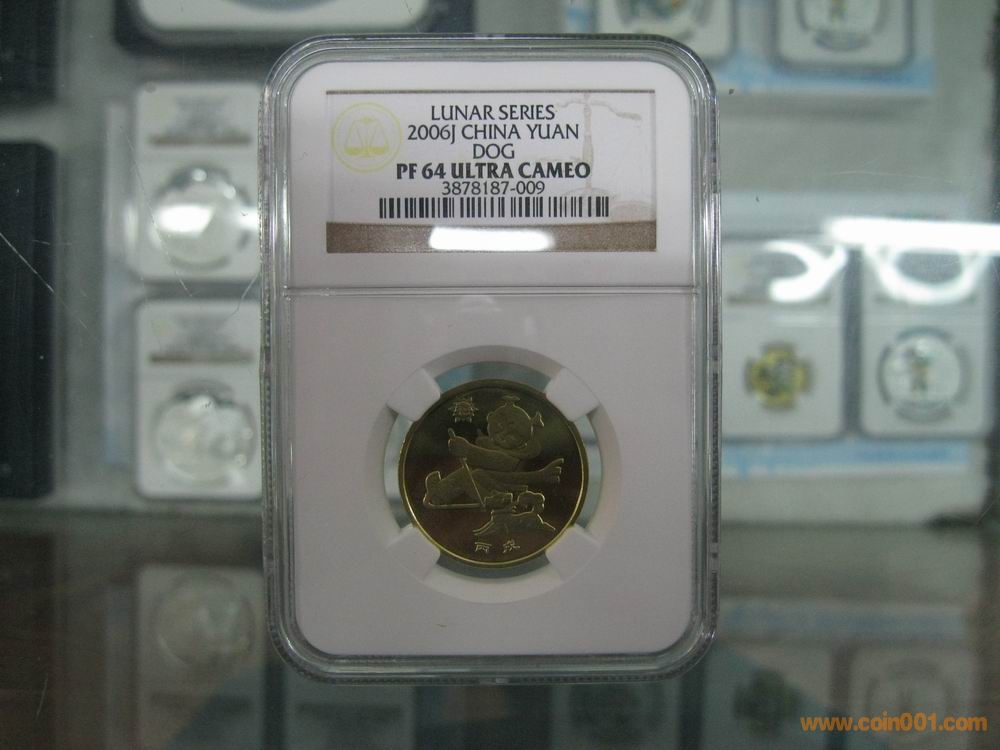 LUNAR SERIES
2006J CHINA YUAN
DOG
PF 64 ULTRA CAMEO
3878187-009
丙戌
www.coin001.com